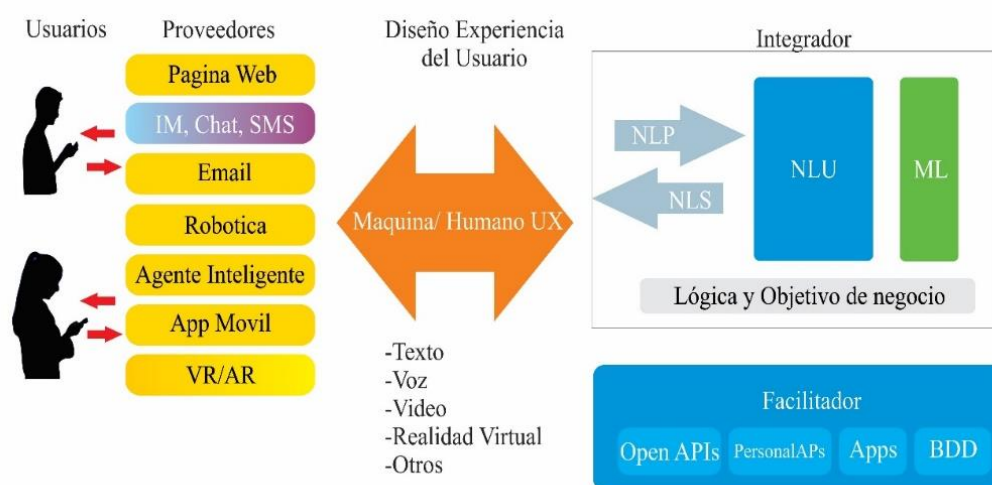 Usuarios
Proveedores
Pagina Web
IM, Chat, SMS
Email
Robotica
Agente Inteligente
App Movil
VR/AR
Diseño Experiencia
del Usuario
Maquina/ Humano UX
-Texto
-Voz
-Video
-Realidad Virtual
-Otros
Integrador
NLP
NLS
NLU
ML
Lógica y Objetivo de negocio
Facilitador
Open APIs
PersonalAPs
Apps
BDD